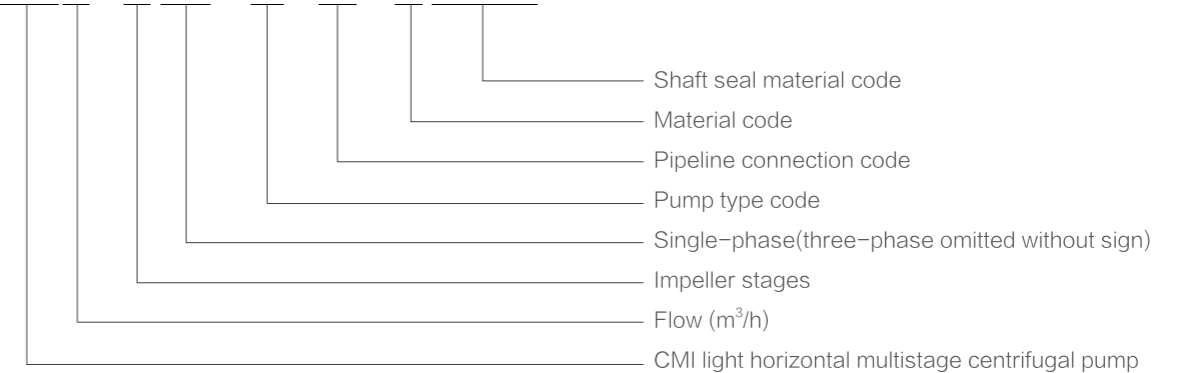 Shaft seal material code
Material code
Pipeline connection code
Pump type code
Single-phase(three-phase omitted without sign)
Impeller stages
Flow (m³/h)
CMI light horizontal multistage centrifugal pump